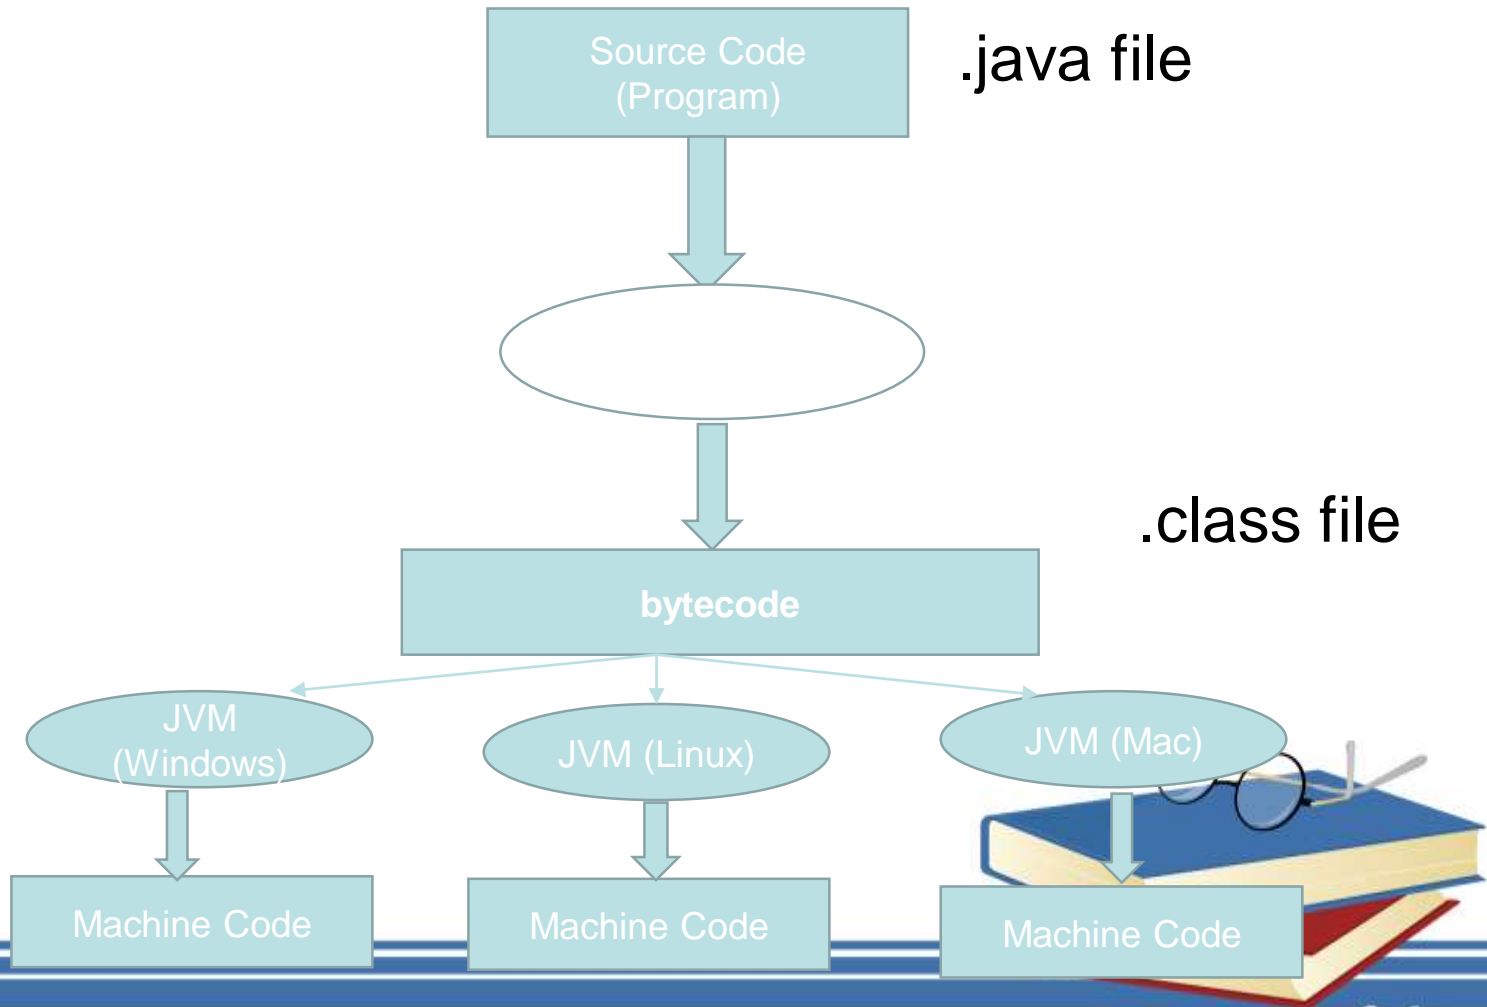 Source Code
(Program)
.java file
.class file
bytecode
JVM
(Windows)
JVM (Linux)
JVM (Mac)
Machine Code
Machine Code
Machine Code